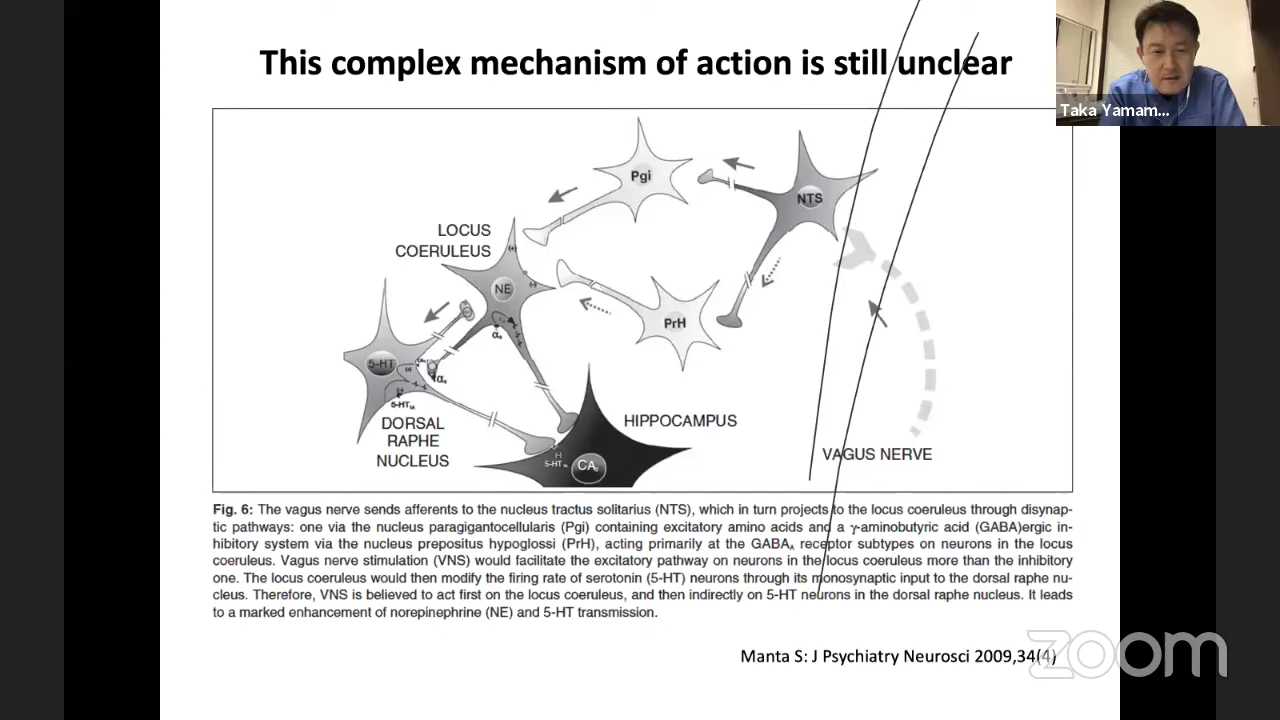 This complex mechanism of action is still unclear
Taka Yamam...
Pgi
NTS
LOCUS
COERULEUS
NE
PrH
5-HT
α₂
α₂
DORSAL
RAPHE
NUCLEUS
HIPPOCAMPUS
CA₃
VAGUS NERVE
Fig. 6: The vagus nerve sends afferents to the nucleus tractus solitarius (NTS), which in turn projects to the locus coeruleus through disynap-
tic pathways: one via the nucleus paragigantocellularis (Pgi) containing excitatory amino acids and a γ-aminobutyric acid (GABA)ergic in-
hibitory system via the nucleus prepositus hypoglossi (PrH), acting primarily at the GABAA receptor subtypes on neurons in the locus
coeruleus. Vagus nerve stimulation (VNS) would facilitate the excitatory pathway on neurons in the locus coeruleus more than the inhibitory
one. The locus coeruleus would then modify the firing rate of serotonin (5-HT) neurons through its monosynaptic input to the dorsal raphe nu-
cleus. Therefore, VNS is believed to act first on the locus coeruleus, and then indirectly on 5-HT neurons in the dorsal raphe nucleus. It leads
to a marked enhancement of norepinephrine (NE) and 5-HT transmission.
Manta S: J Psychiatry Neurosci 2009,34(4)
zoom